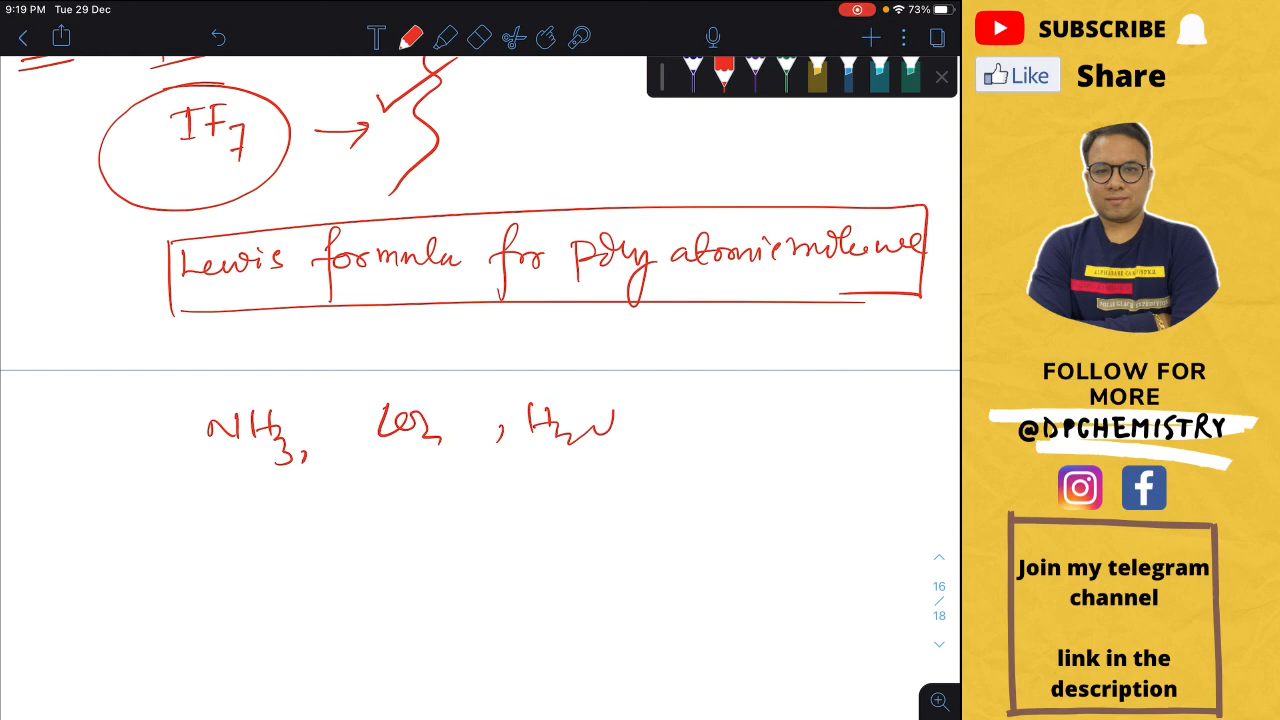 9:19 PM Tue 29 Dec
73%
IF7
Lewis formula for Poly atomic molecule
NH3, CO2, H2N
16
/
18
SUBSCRIBE
Like
Share
FOLLOW FOR
MORE
@DPCHEMISTRY
Join my telegram
channel
link in the
description